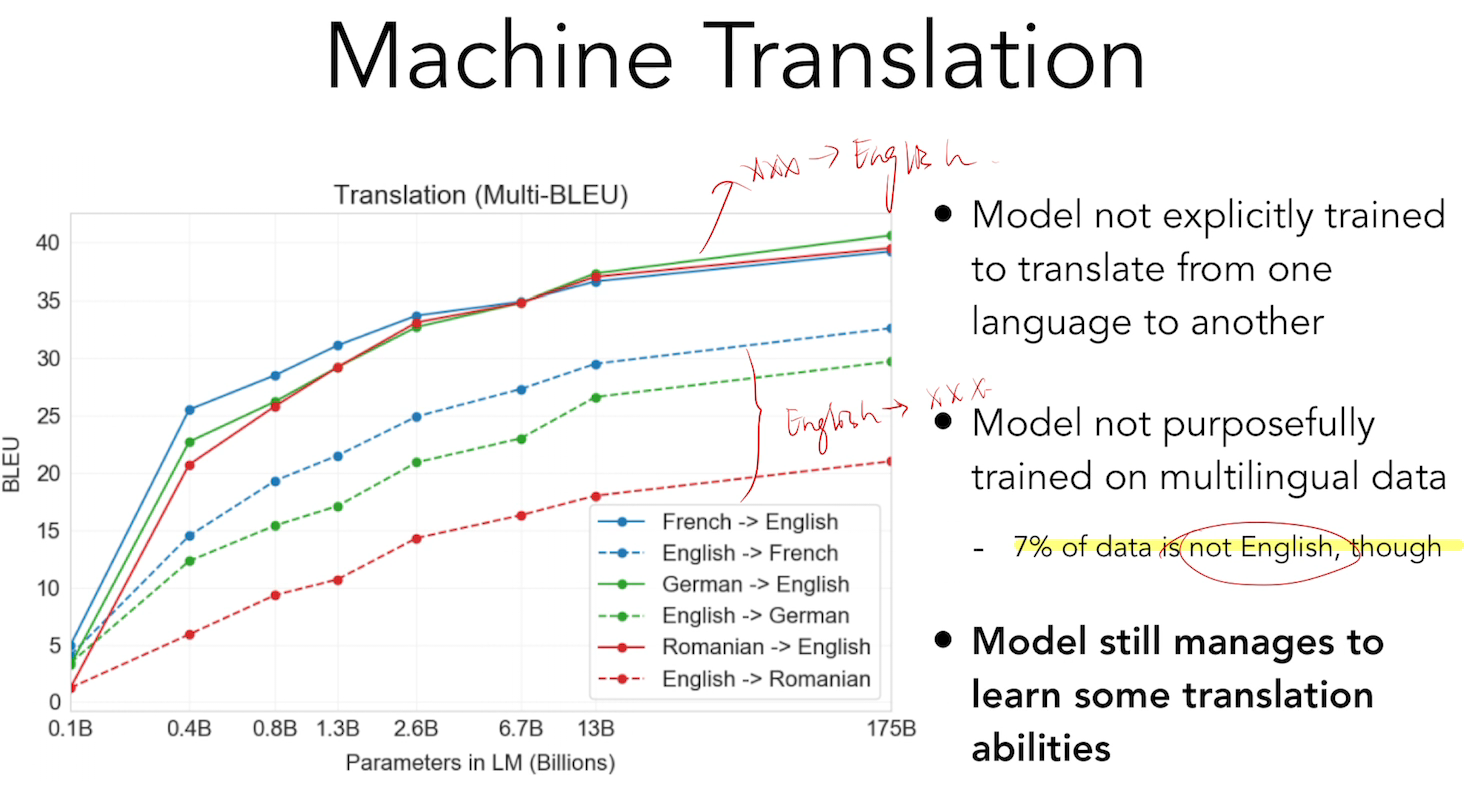 Machine Translation
xxx → English
Translation (Multi-BLEU)
40
35
30
25
20
15
10
5
0
BLEU
0.1B 0.4B 0.8B 1.3B 2.6B 6.7B 13B 175B
Parameters in LM (Billions)
English → xxx
French -> English
English -> French
German -> English
English -> German
Romanian -> English
English -> Romanian
● Model not explicitly trained
to translate from one
language to another
● Model not purposefully
trained on multilingual data
- 7% of data is not English, though
● Model still manages to
learn some translation
abilities